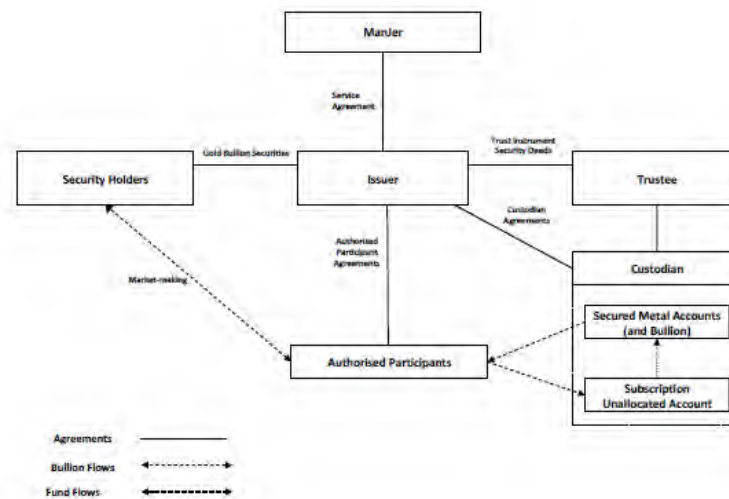 ManJer
Service
Agreement
Gold Bullion Securities
Trust Instrument
Security Deeds
Security Holders
Issuer
Trustee
Custodian
Agreements
Authorised
Participant
Agreements
Custodian
Market-making
Secured Metal Accounts
(and Bullion)
Authorised Participants
Subscription
Unallocated Account
Agreements
Bullion Flows
Fund Flows